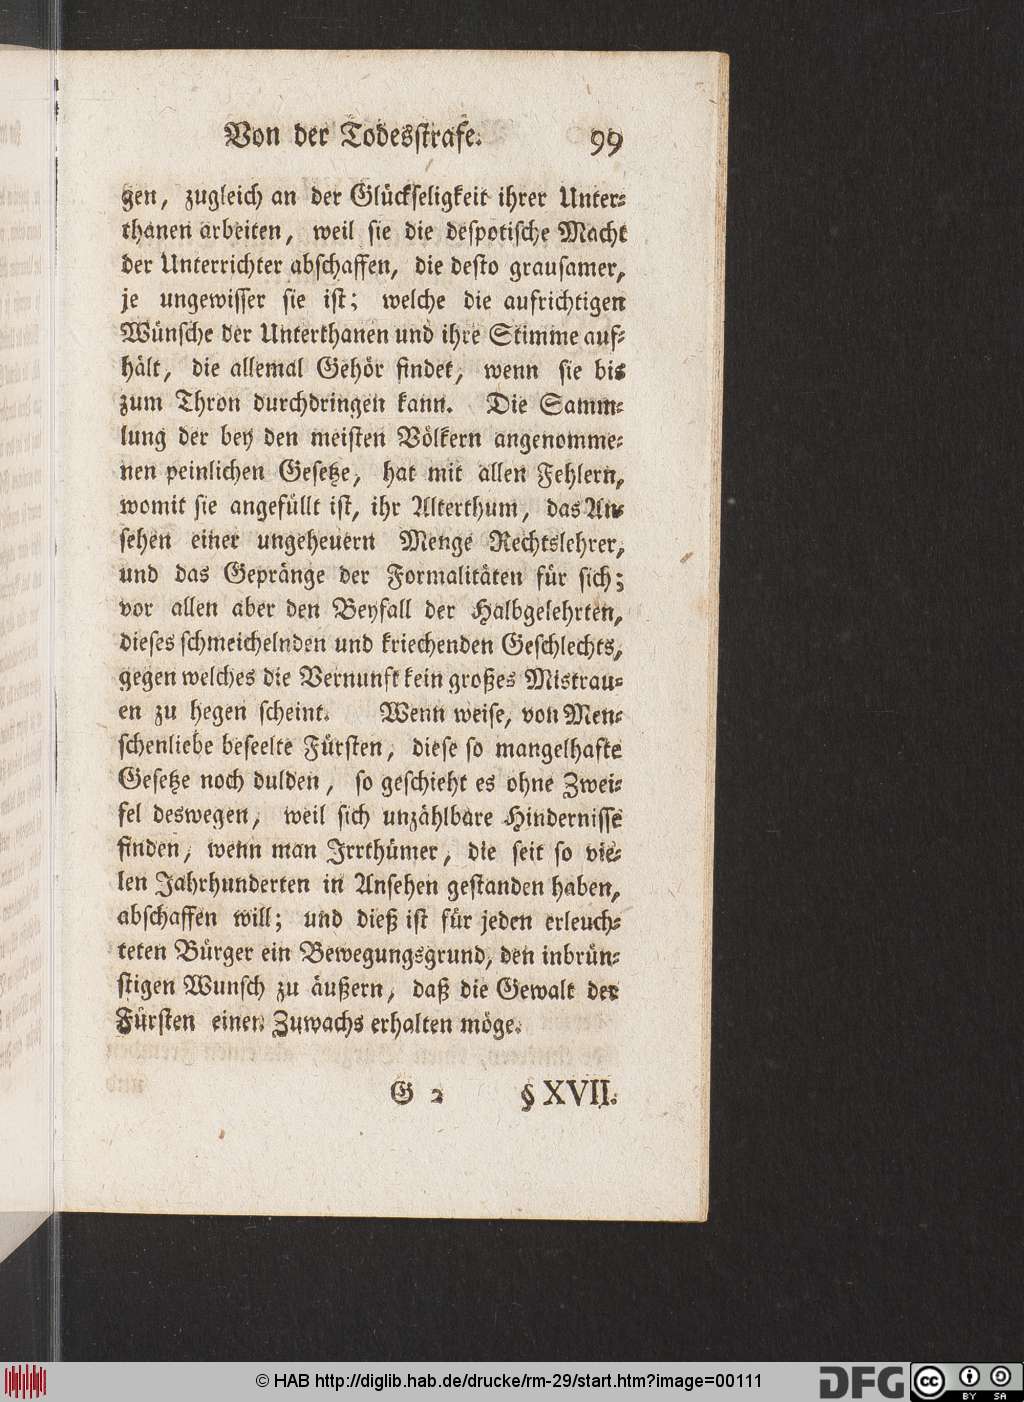 Von der Todesstrafe. 99
gen, zugleich an der Glückseligkeit ihrer Unter-
thanen arbeiten, weil sie die despotische Macht
der Unterrichter abschaffen, die desto grausamer,
je ungewisser sie ist; welche die aufrichtigen
Wünsche der Unterthanen und ihre Stimme auf-
hält, die allemal Gehör findet, wenn sie bis
zum Thron durchdringen kann. Die Samm-
lung der bey den meisten Völkern angenomme-
nen peinlichen Gesetze, hat mit allen Fehlern,
womit sie angefüllt ist, ihr Alterthum, das An-
sehen einer ungeheuern Menge Rechtslehrer,
und das Gepränge der Formalitäten für sich;
vor allen aber den Beyfall der Halbgelehrten,
dieses schmeichelnden und kriechenden Geschlechts,
gegen welches die Vernunft kein großes Mistrau-
en zu hegen scheint. Wenn weise, von Men-
schenliebe beseelte Fürsten, diese so mangelhafte
Gesetze noch dulden, so geschieht es ohne Zwei-
fel deswegen, weil sich unzählbare Hindernisse
finden, wenn man Irrthümer, die seit so vie-
len Jahrhunderten in Ansehen gestanden haben,
abschaffen will; und dieß ist für jeden erleuch-
teten Bürger ein Bewegungsgrund, den inbrün-
stigen Wunsch zu äußern, daß die Gewalt der
Fürsten einen Zuwachs erhalten möge.
G 2 § XVII.
© HAB http://diglib.hab.de/drucke/rm-29/start.htm?image=00111
DFG
cc BY SA